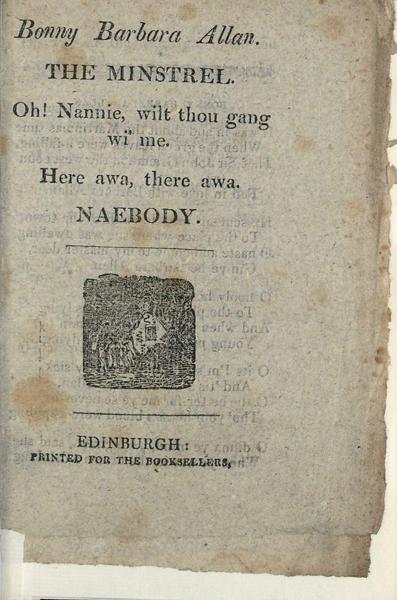 Bonny Barbara Allan.
THE MINSTREL.
Oh! Nannie, wilt thou gang
wi' me.
Here awa, there awa.
NAEBODY.
EDINBURGH:
PRINTED FOR THE BOOKSELLERS,